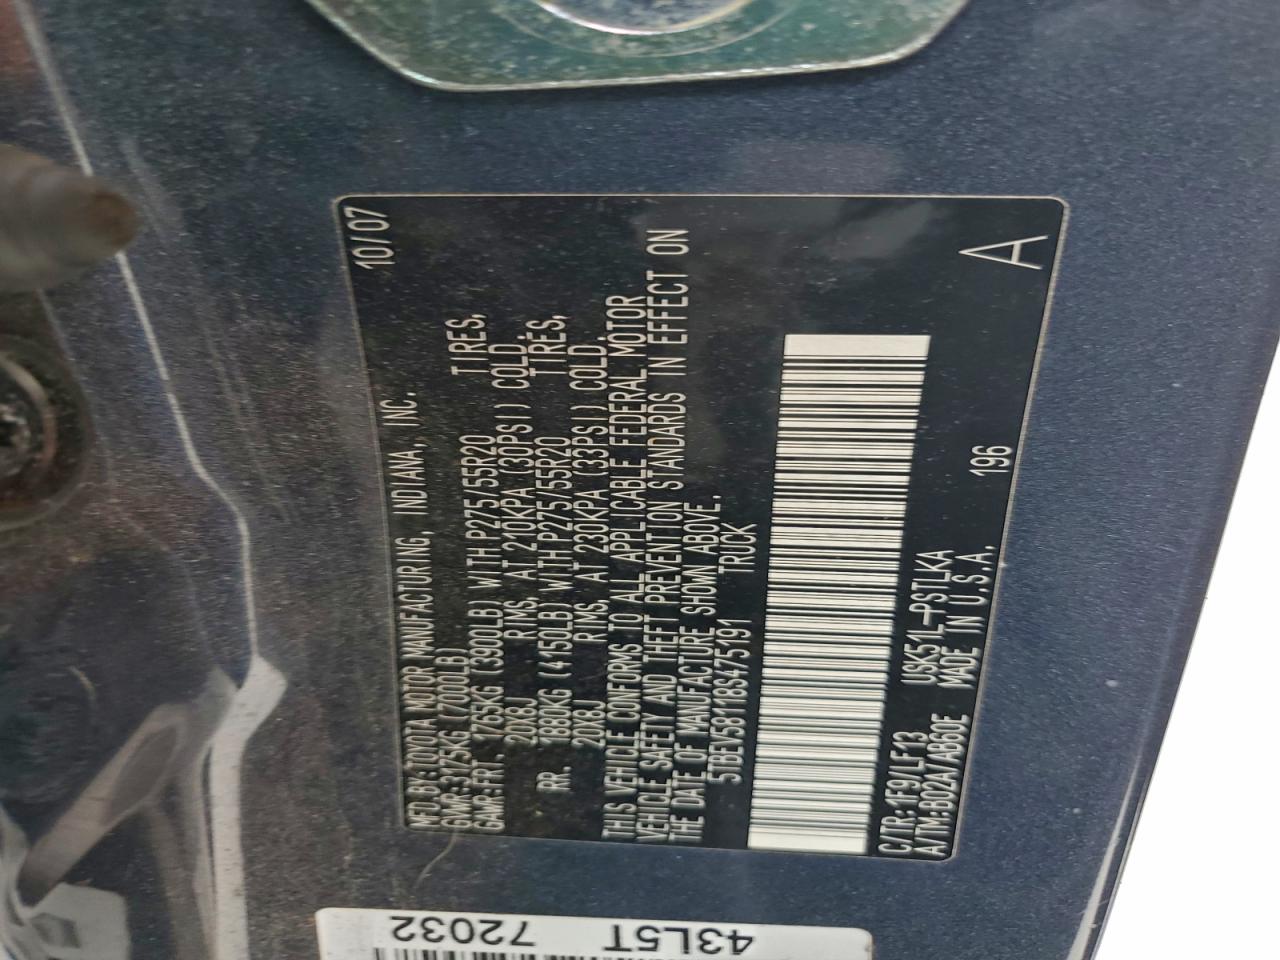 MFD.BY:TOYOTA MOTOR MANUFACTURING, INDIANA, INC. 10/07
GVWR:3175KG(7000LB)
GAWR:FRT. 1765KG (3900LB) WITH P275/55R20 TIRES,
20X8J RIMS, AT 210KPA(30PSI) COLD.
RR. 1880KG (4150LB) WITH P275/55R20 TIRES,
20X8J RIMS, AT 230KPA (33PSI) COLD.
THIS VEHICLE CONFORMS TO ALL APPLICABLE FEDERAL MOTOR
VEHICLE SAFETY AND THEFT PREVENTION STANDARDS IN EFFECT ON
THE DATE OF MANUFACTURE SHOWN ABOVE.
5TBEV58118S475191 TRUCK
C/TR:1F9/LF13 USK51L-PSTLKA 196 A
A/TM:B02A/AB60E MADE IN U.S.A.
43L5T
72032